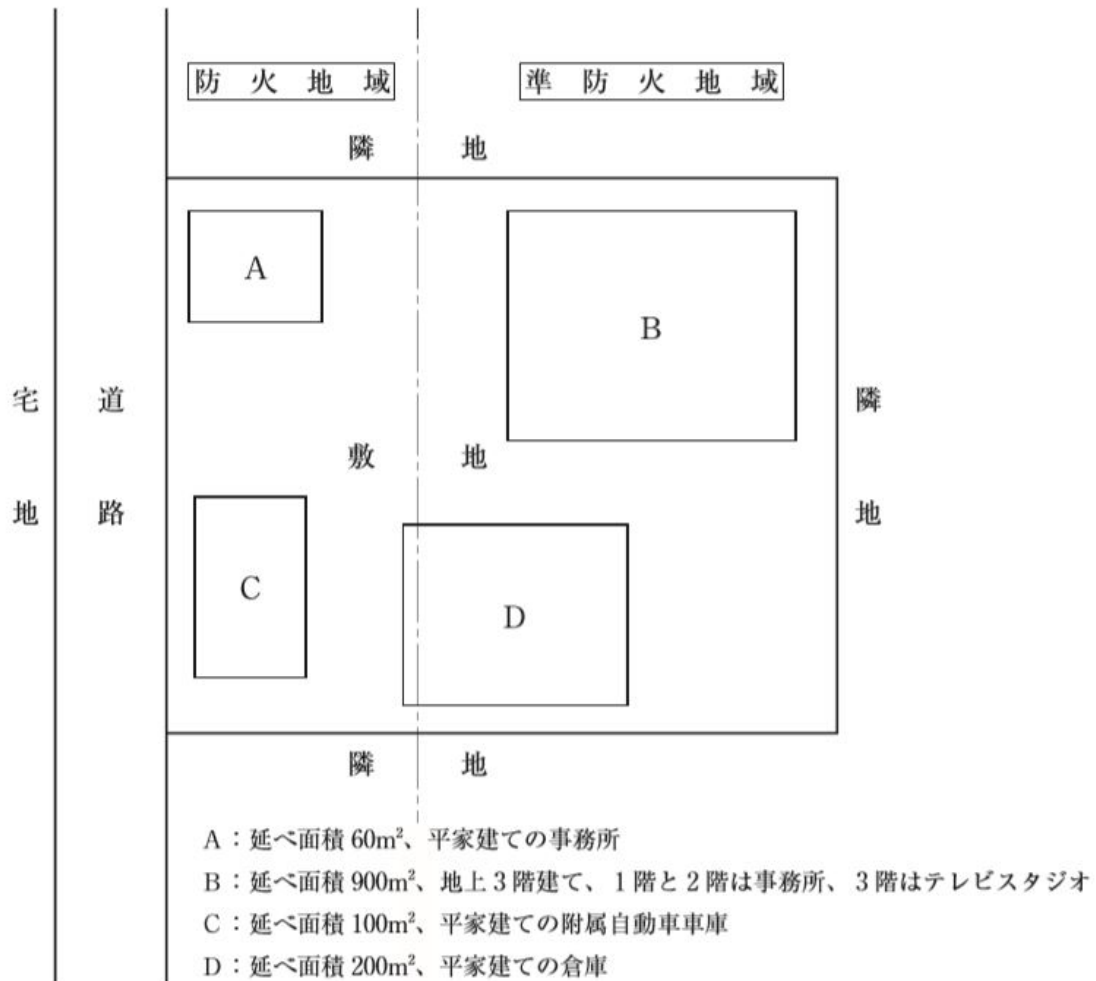 防火地域
準防火地域
隣地
A
B
宅地
道路
隣地
敷地
C
D
隣地
A：延べ面積 60m²、平家建ての事務所
B：延べ面積 900m²、地上3階建て、1階と2階は事務所、3階はテレビスタジオ
C：延べ面積 100m²、平家建ての附属自動車車庫
D：延べ面積 200m²、平家建ての倉庫